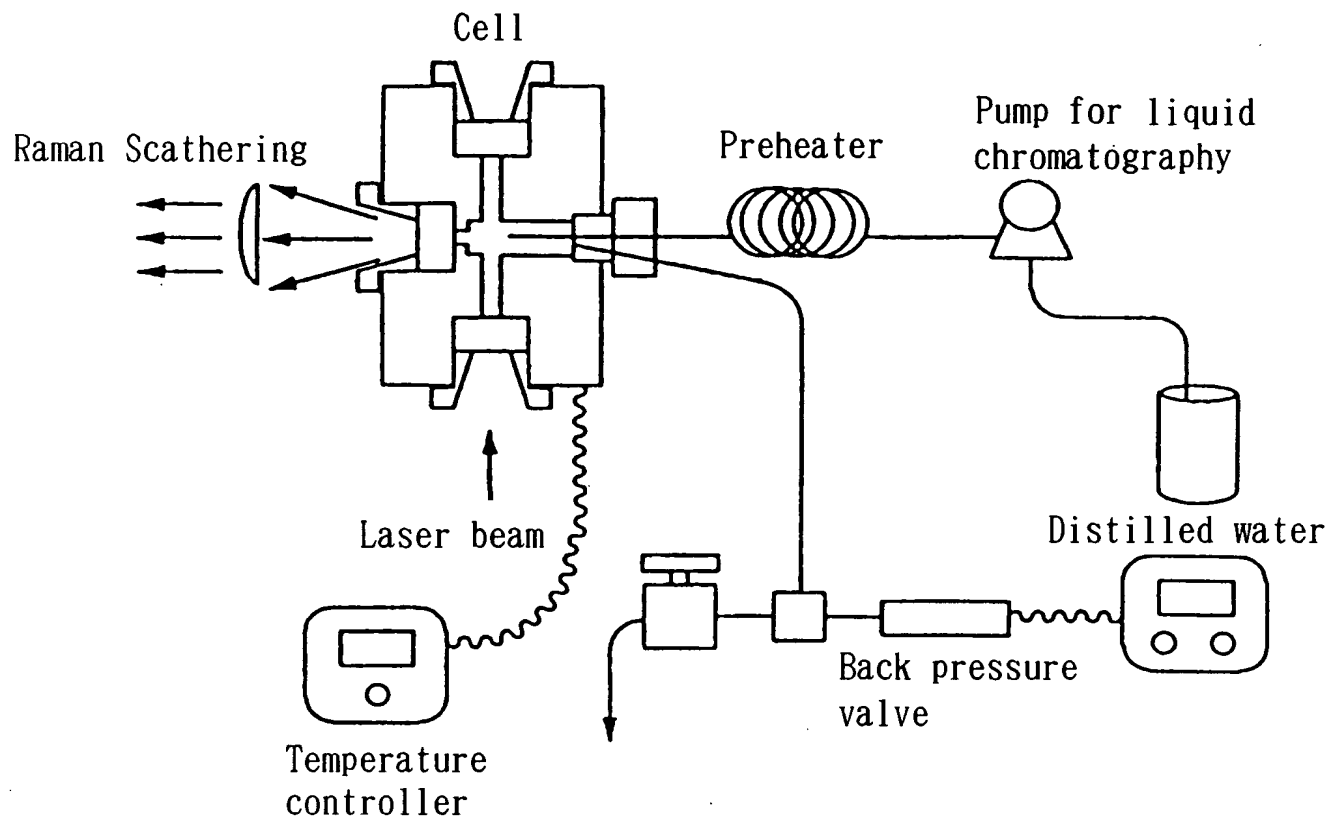 Cell
Raman Scathering
Preheater
Pump for liquid
chromatography
Laser beam
Distilled water
Back pressure
valve
Temperature
controller